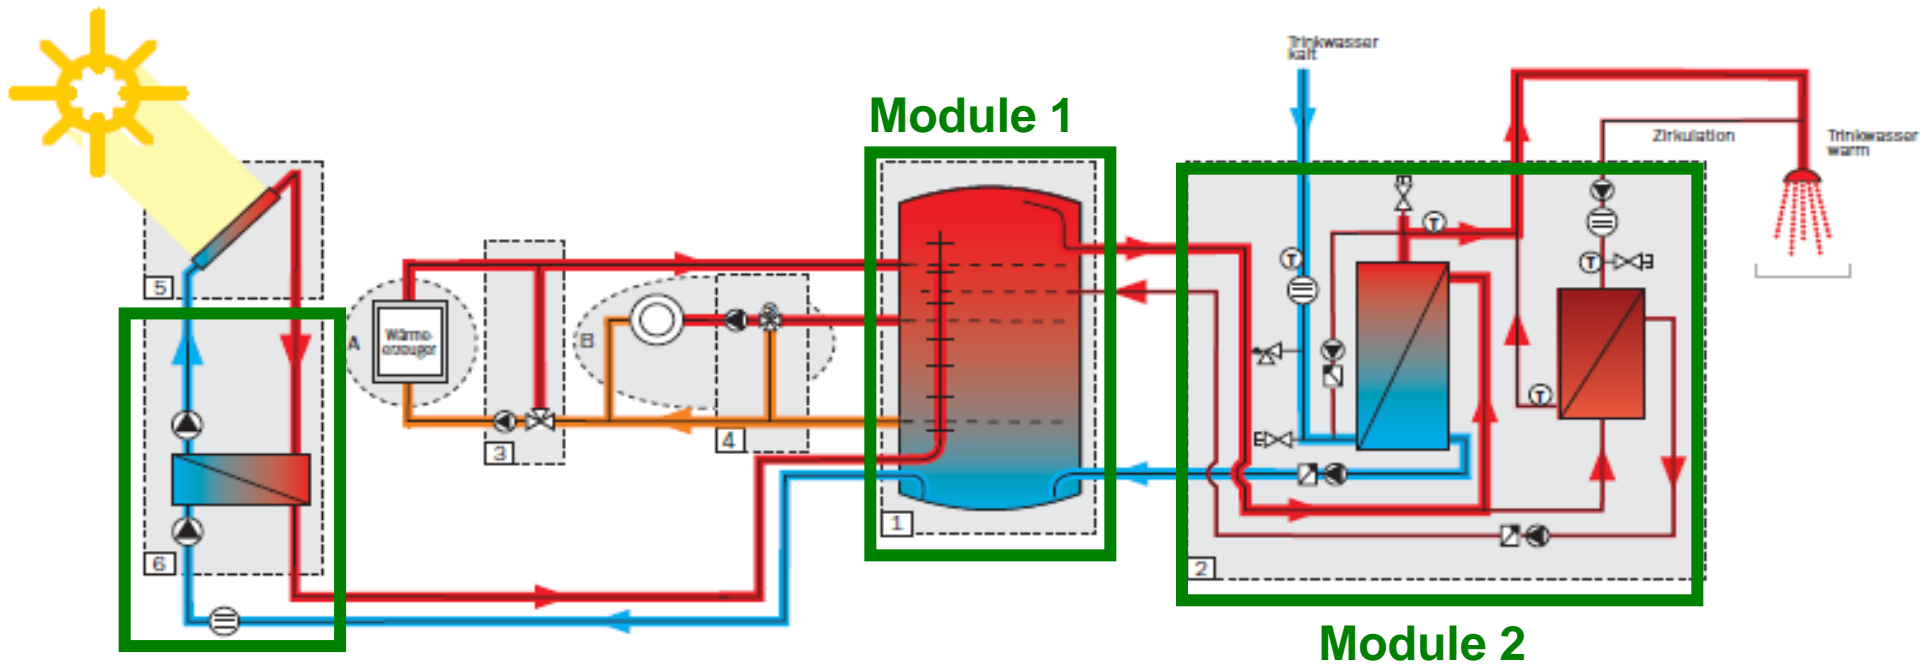 Trinkwasser
kalt
Module 1
Zirkulation
Trinkwasser
warm
5
A
Wärme-
erzeuger
B
3
4
1
2
6
T
T
T
T
E
E
E
Module 2